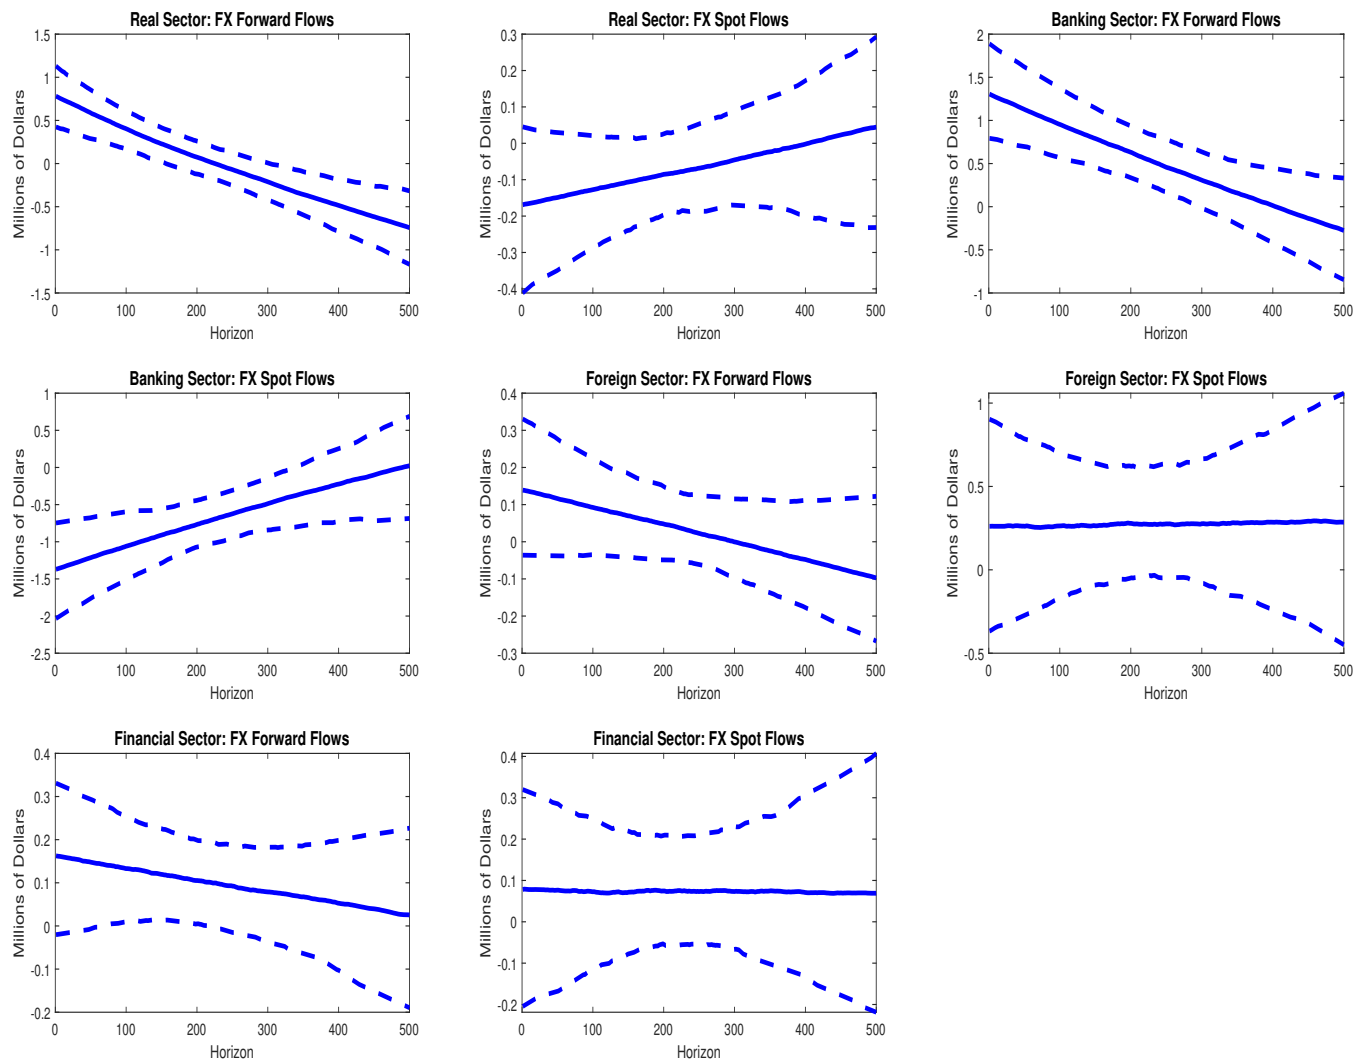 Real Sector: FX Forward Flows
1.5
1
0.5
0
-0.5
-1
-1.5
0 100 200 300 400 500
Millions of Dollars
Horizon
Real Sector: FX Spot Flows
0.3
0.2
0.1
0
-0.1
-0.2
-0.3
-0.4
0 100 200 300 400 500
Millions of Dollars
Horizon
Banking Sector: FX Forward Flows
2
1.5
1
0.5
0
-0.5
-1
0 100 200 300 400 500
Millions of Dollars
Horizon
Banking Sector: FX Spot Flows
1
0.5
0
-0.5
-1
-1.5
-2
-2.5
0 100 200 300 400 500
Millions of Dollars
Horizon
Foreign Sector: FX Forward Flows
0.4
0.3
0.2
0.1
0
-0.1
-0.2
-0.3
0 100 200 300 400 500
Millions of Dollars
Horizon
Foreign Sector: FX Spot Flows
1
0.5
0
-0.5
0 100 200 300 400 500
Millions of Dollars
Horizon
Financial Sector: FX Forward Flows
0.4
0.3
0.2
0.1
0
-0.1
-0.2
0 100 200 300 400 500
Millions of Dollars
Horizon
Financial Sector: FX Spot Flows
0.4
0.3
0.2
0.1
0
-0.1
-0.2
0 100 200 300 400 500
Millions of Dollars
Horizon